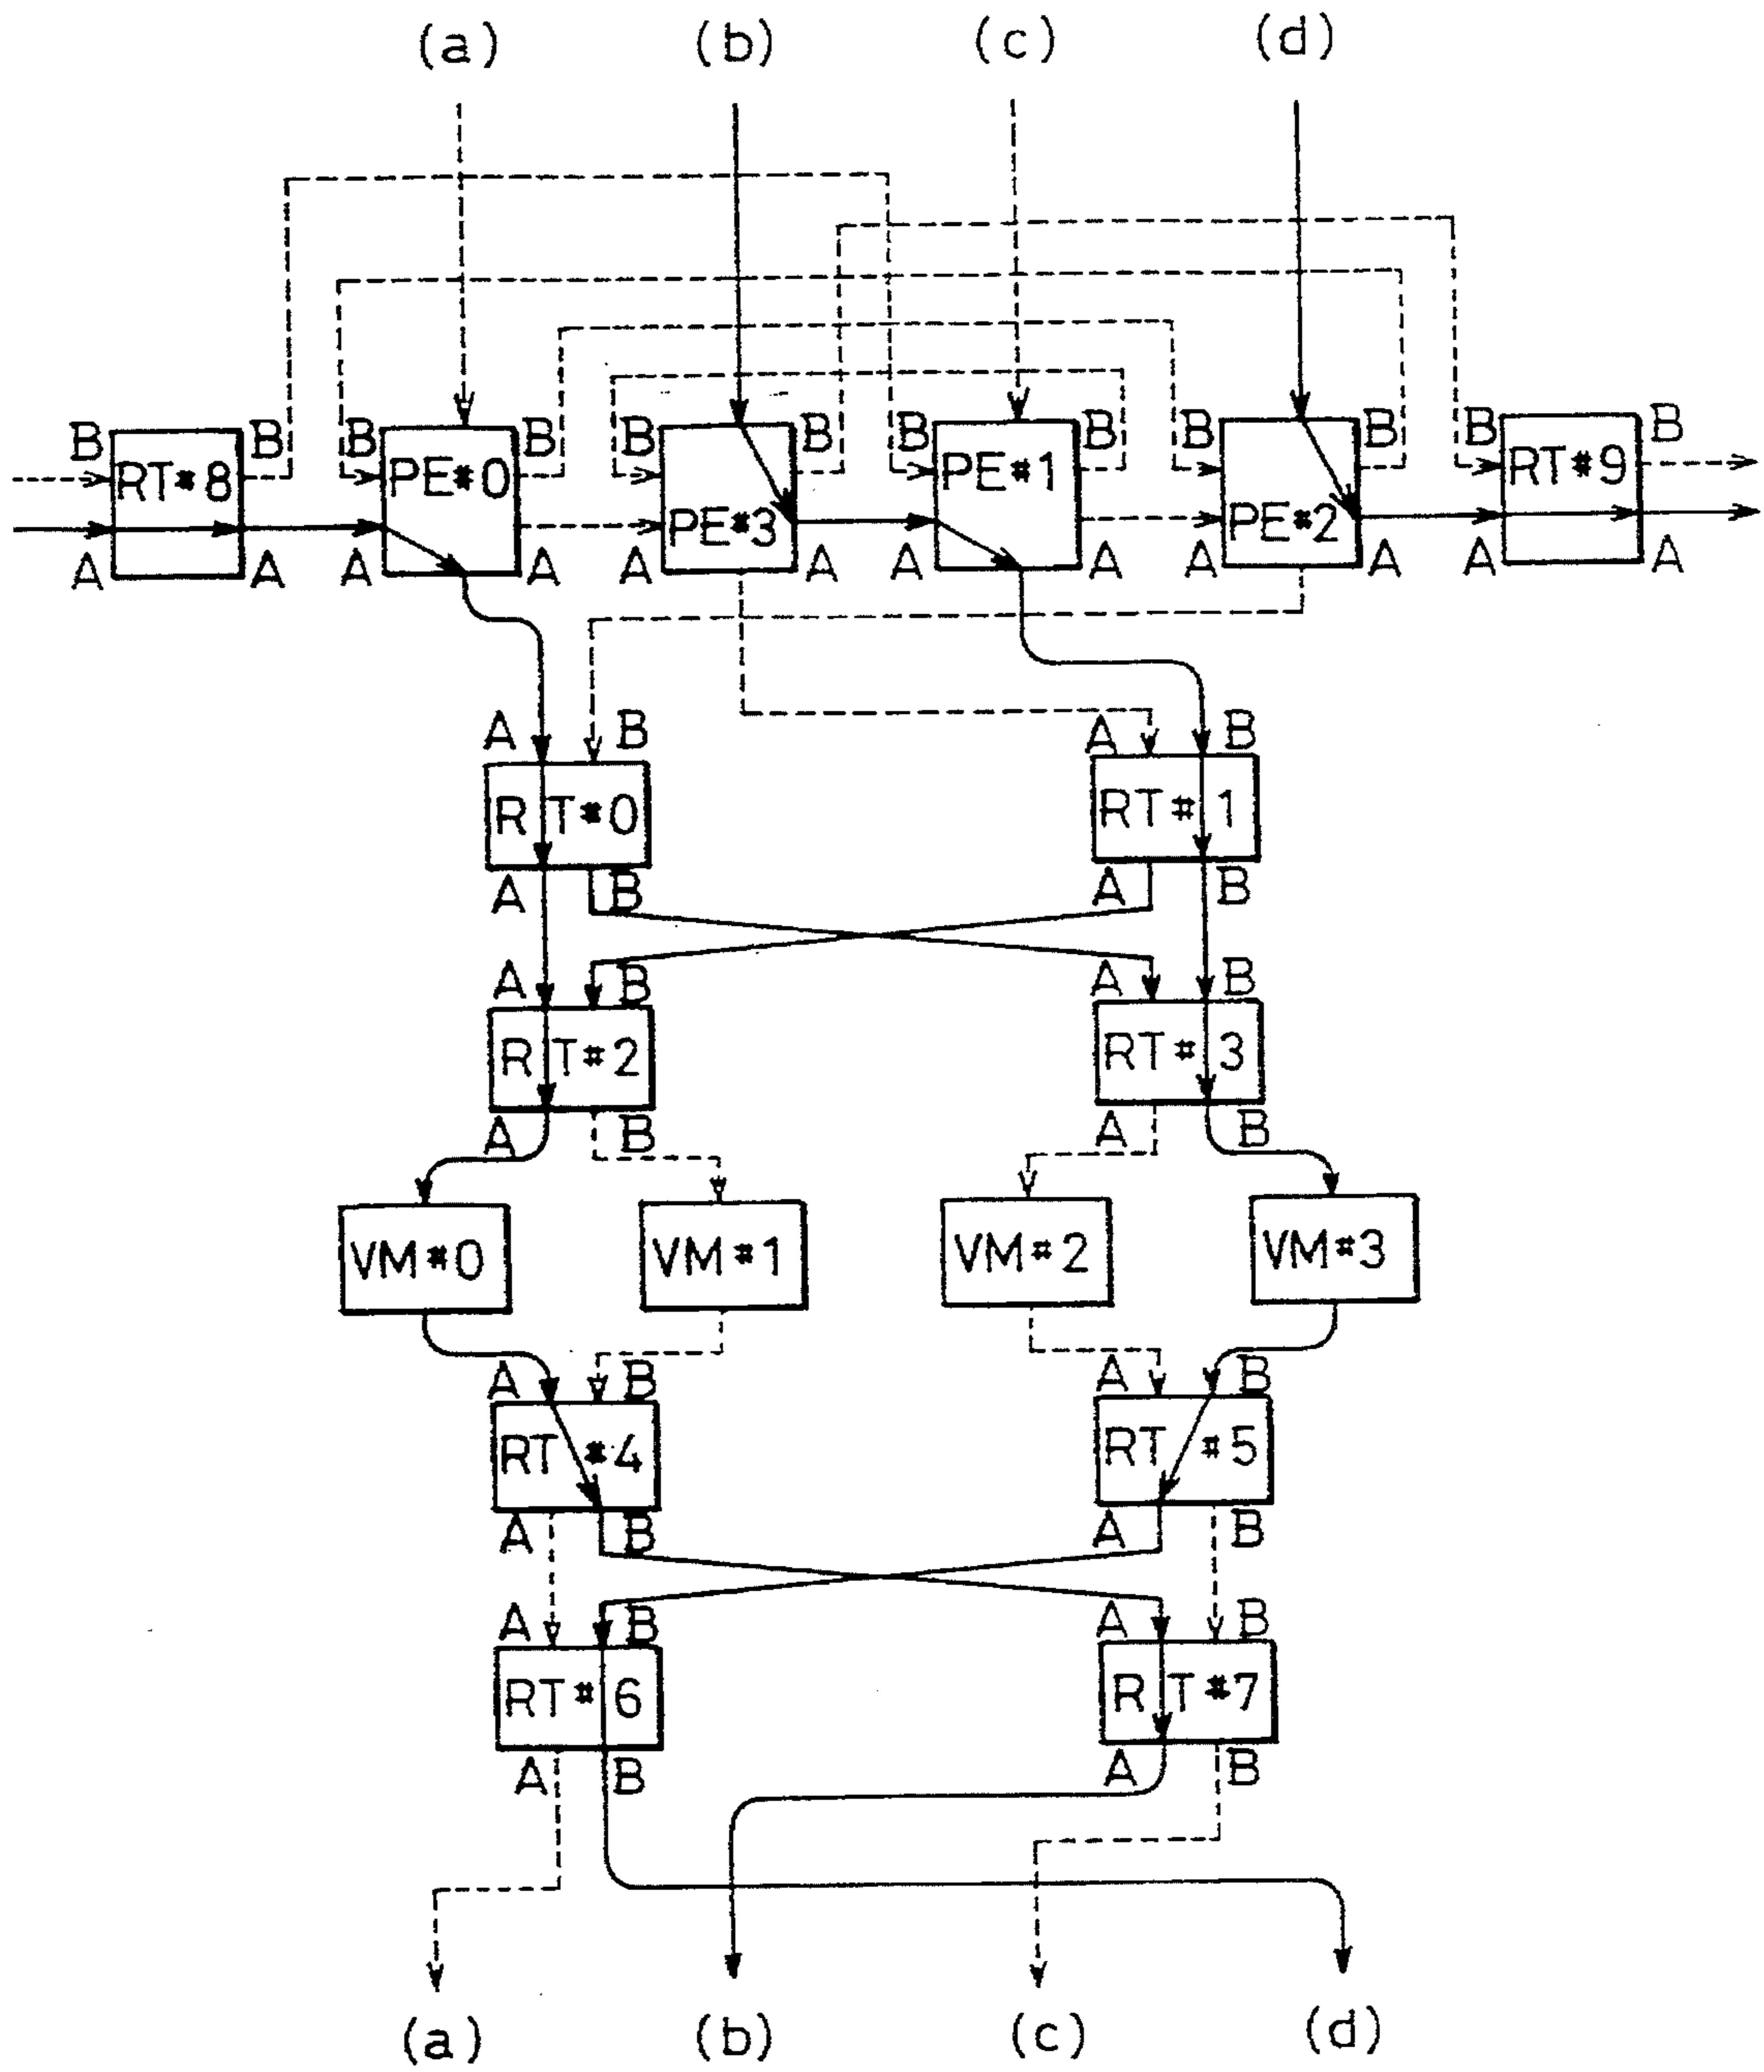 (a) (b) (c) (d)
B B B B B B B B B B B B
RT#8 PE#0 PE#3 PE#1 PE#2 RT#9
A A A A A A A A A A A A
A B A B
RT#0 RT#1
A B A B
A B A B
RT#2 RT#3
A B A B
VM#0 VM#1 VM#2 VM#3
A B A B
RT#4 RT#5
A B A B
A B A B
RT#6 RT#7
A B A B
(a) (b) (c) (d)